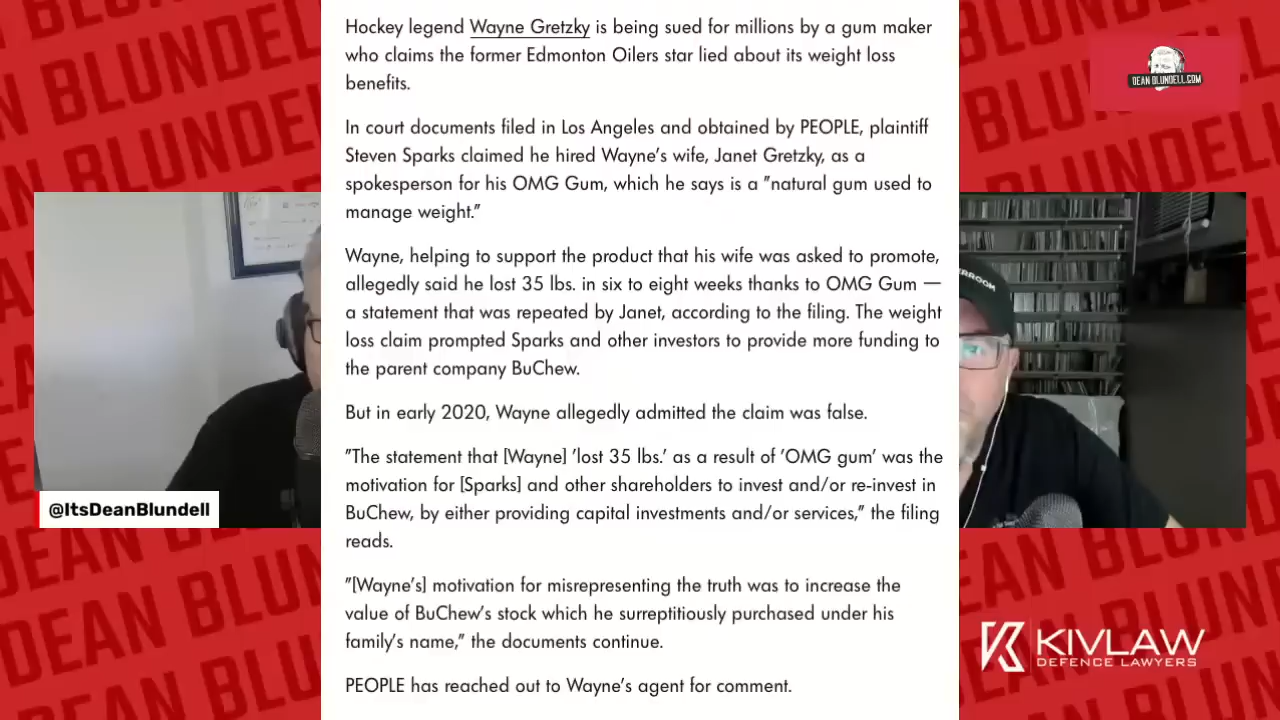 Hockey legend Wayne Gretzky is being sued for millions by a gum maker
who claims the former Edmonton Oilers star lied about its weight loss
benefits.
In court documents filed in Los Angeles and obtained by PEOPLE, plaintiff
Steven Sparks claimed he hired Wayne’s wife, Janet Gretzky, as a
spokesperson for his OMG Gum, which he says is a ”natural gum used to
manage weight.”
Wayne, helping to support the product that his wife was asked to promote,
allegedly said he lost 35 lbs. in six to eight weeks thanks to OMG Gum —
a statement that was repeated by Janet, according to the filing. The weight
loss claim prompted Sparks and other investors to provide more funding to
the parent company BuChew.
But in early 2020, Wayne allegedly admitted the claim was false.
”The statement that [Wayne] ’lost 35 lbs.’ as a result of ’OMG gum’ was the
motivation for [Sparks] and other shareholders to invest and/or re-invest in
BuChew, by either providing capital investments and/or services,” the filing
reads.
”[Wayne’s] motivation for misrepresenting the truth was to increase the
value of BuChew’s stock which he surreptitiously purchased under his
family’s name,” the documents continue.
PEOPLE has reached out to Wayne’s agent for comment.
@ItsDeanBlundell
DEAN BLUNDELL.COM
KIVLAW
DEFENCE LAWYERS
DEAN BLUNDELL